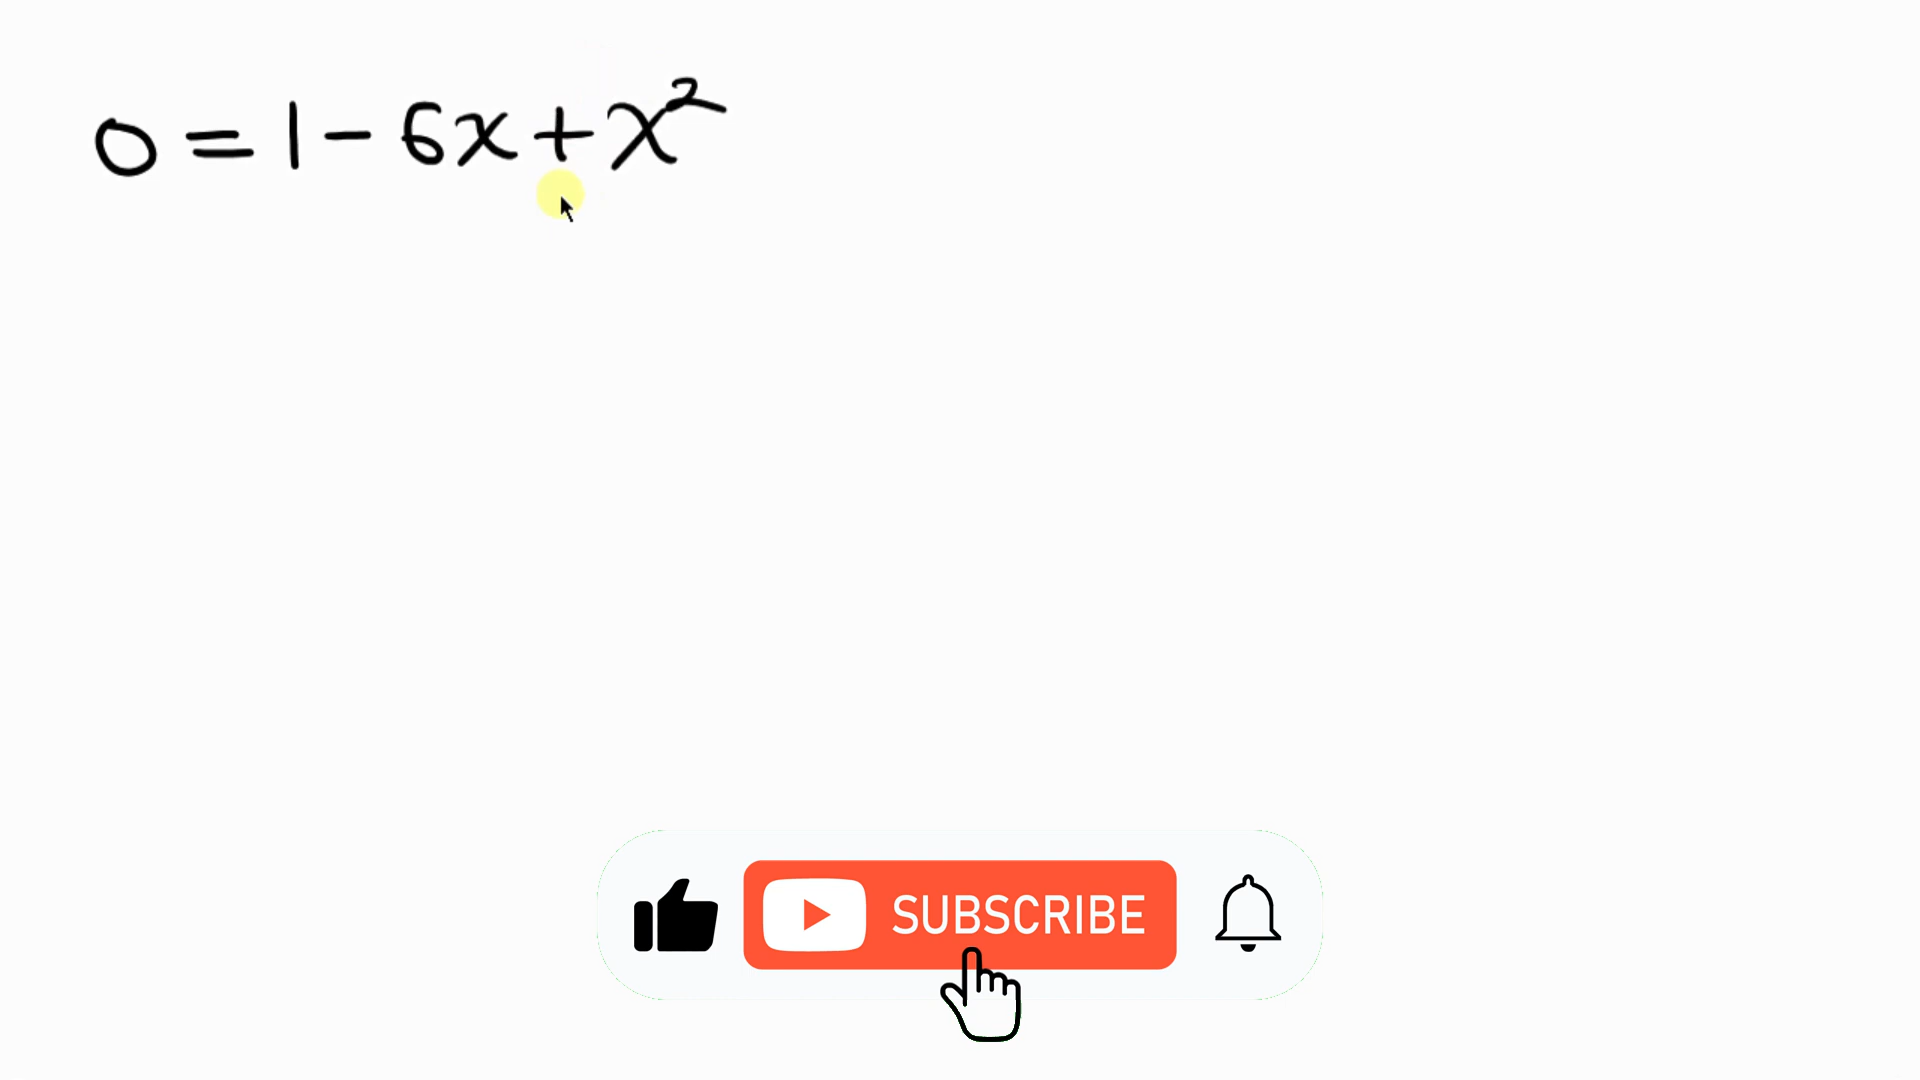 0 = 1 - 6x + x²
SUBSCRIBE